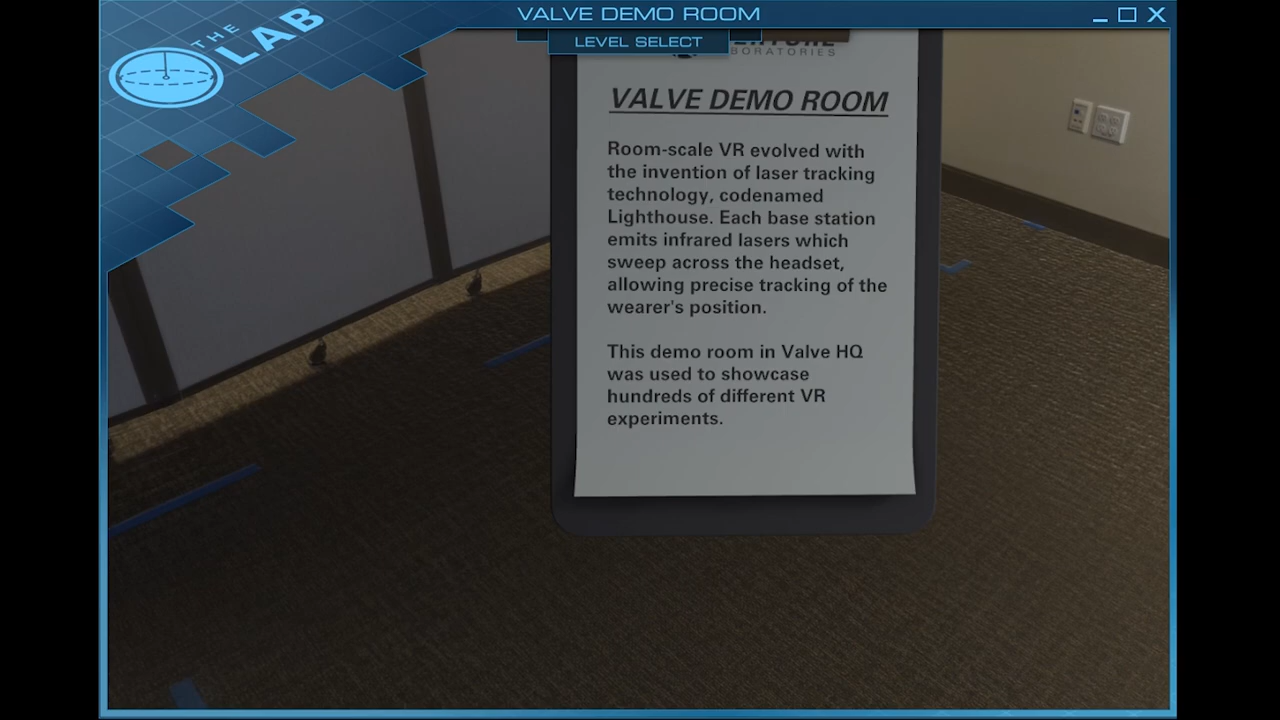 VALVE DEMO ROOM
LEVEL SELECT
THE
LAB
VALVE DEMO ROOM
Room-scale VR evolved with
the invention of laser tracking
technology, codenamed
Lighthouse. Each base station
emits infrared lasers which
sweep across the headset,
allowing precise tracking of the
wearer's position.
This demo room in Valve HQ
was used to showcase
hundreds of different VR
experiments.